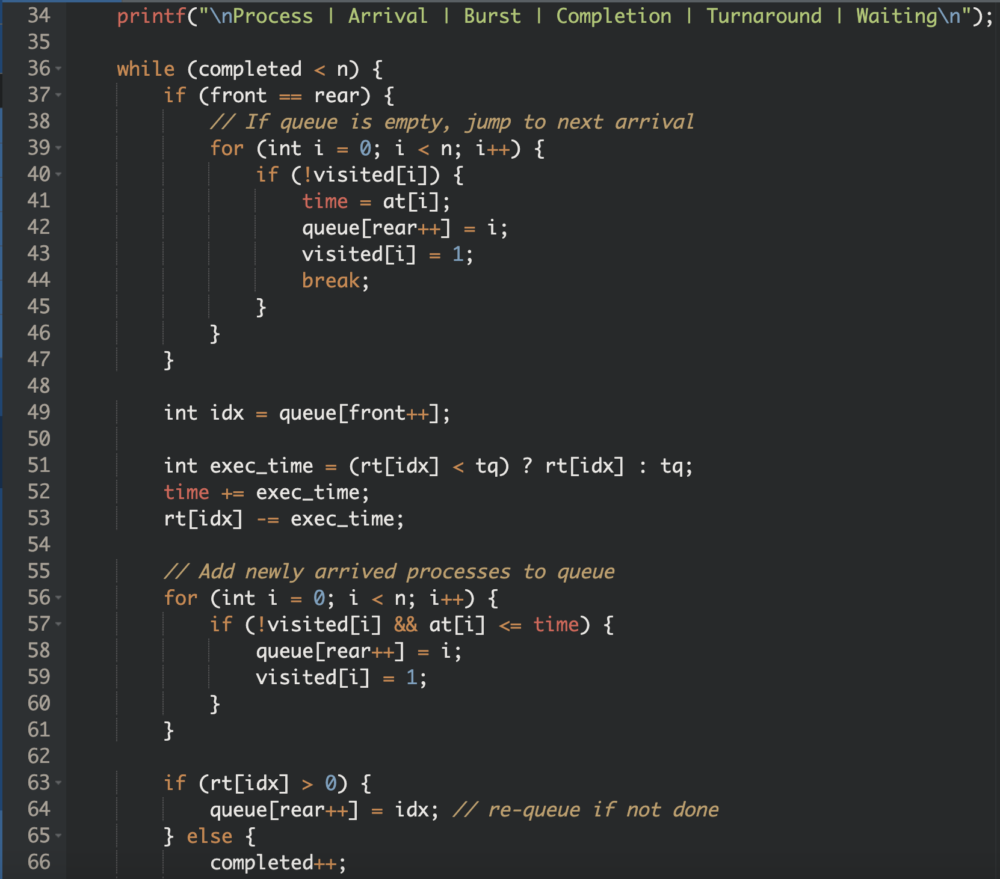 34 printf("\nProcess | Arrival | Burst | Completion | Turnaround | Waiting\n");
35
36 while (completed < n) {
37 if (front == rear) {
38 // If queue is empty, jump to next arrival
39 for (int i = 0; i < n; i++) {
40 if (!visited[i]) {
41 time = at[i];
42 queue[rear++] = i;
43 visited[i] = 1;
44 break;
45 }
46 }
47 }
48
49 int idx = queue[front++];
50
51 int exec_time = (rt[idx] < tq) ? rt[idx] : tq;
52 time += exec_time;
53 rt[idx] -= exec_time;
54
55 // Add newly arrived processes to queue
56 for (int i = 0; i < n; i++) {
57 if (!visited[i] && at[i] <= time) {
58 queue[rear++] = i;
59 visited[i] = 1;
60 }
61 }
62
63 if (rt[idx] > 0) {
64 queue[rear++] = idx; // re-queue if not done
65 } else {
66 completed++;